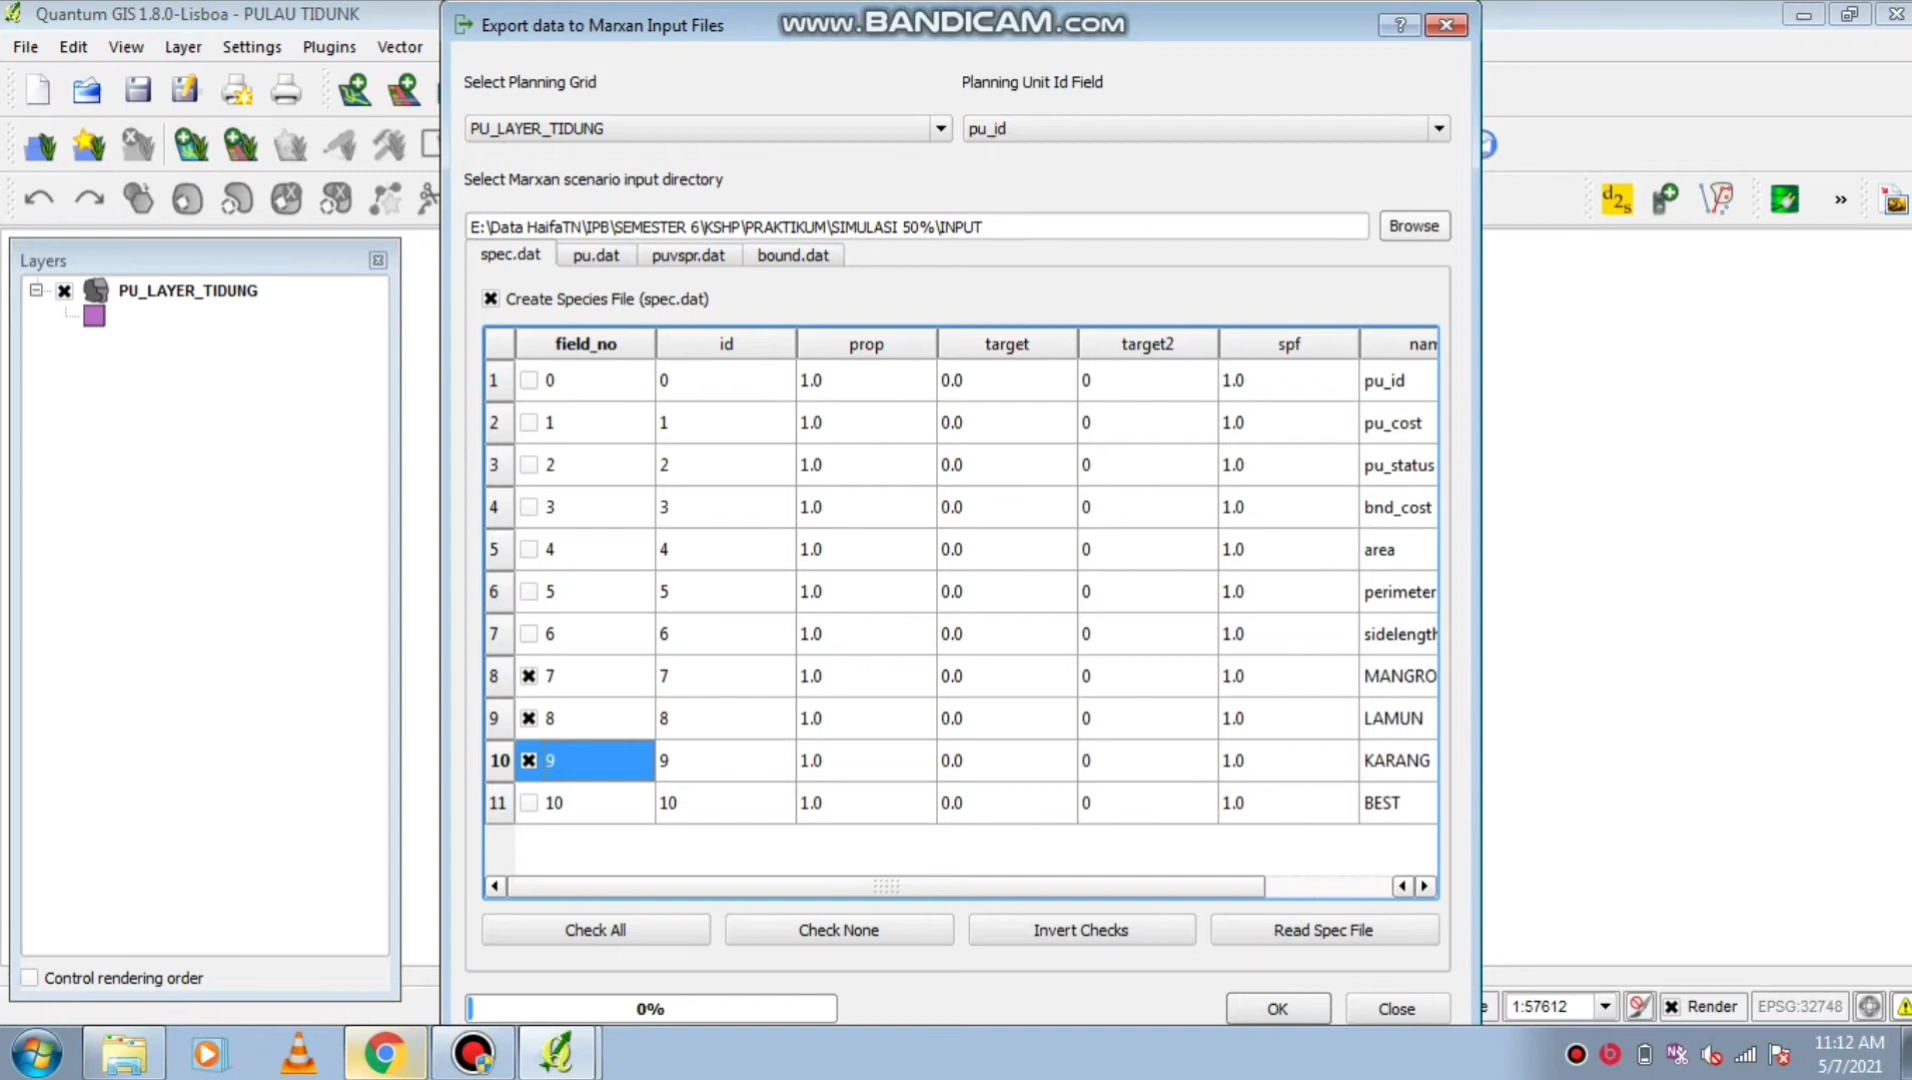 Quantum GIS 1.8.0-Lisboa - PULAU TIDUNK
Export data to Marxan Input Files
www.BANDICAM.com
File Edit View Layer Settings Plugins Vector
Select Planning Grid
Planning Unit Id Field
PU_LAYER_TIDUNG
pu_id
Select Marxan scenario input directory
E:\Data HaifaTN\IPB\SEMESTER 6\KSHP\PRAKTIKUM\SIMULASI 50%\INPUT
Browse
spec.dat pu.dat puvspr.dat bound.dat
Layers
PU_LAYER_TIDUNG
Create Species File (spec.dat)
field_no id prop target target2 spf nam
1 0 0 1.0 0.0 0 1.0 pu_id
2 1 1 1.0 0.0 0 1.0 pu_cost
3 2 2 1.0 0.0 0 1.0 pu_status
4 3 3 1.0 0.0 0 1.0 bnd_cost
5 4 4 1.0 0.0 0 1.0 area
6 5 5 1.0 0.0 0 1.0 perimeter
7 6 6 1.0 0.0 0 1.0 sidelength
8 7 7 1.0 0.0 0 1.0 MANGRO
9 8 8 1.0 0.0 0 1.0 LAMUN
10 9 9 1.0 0.0 0 1.0 KARANG
11 10 10 1.0 0.0 0 1.0 BEST
Check All Check None Invert Checks Read Spec File
Control rendering order
0%
OK Close
1:57612 Render EPSG:32748
11:12 AM
5/7/2021